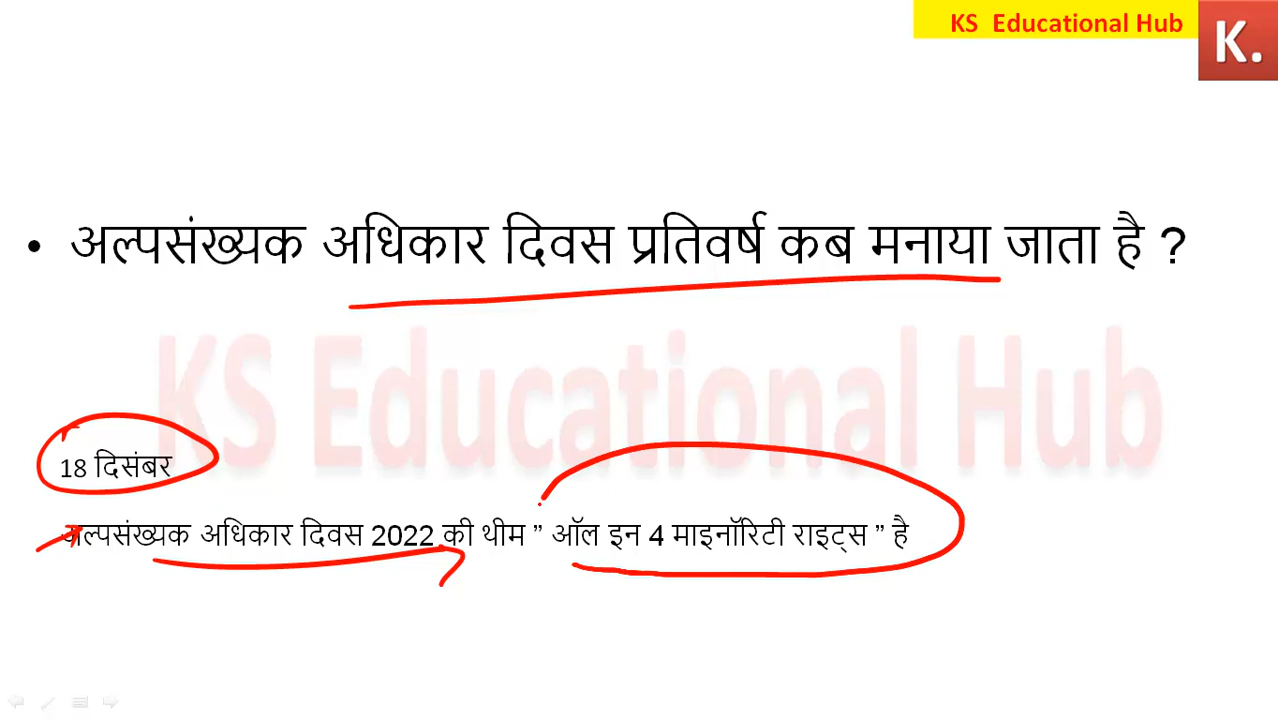 KS Educational Hub
K.
• अल्पसंख्यक अधिकार दिवस प्रतिवर्ष कब मनाया जाता है ?
KS Educational Hub
18 दिसंबर
अल्पसंख्यक अधिकार दिवस 2022 की थीम ” ऑल इन 4 माइनॉरिटी राइट्स ” है